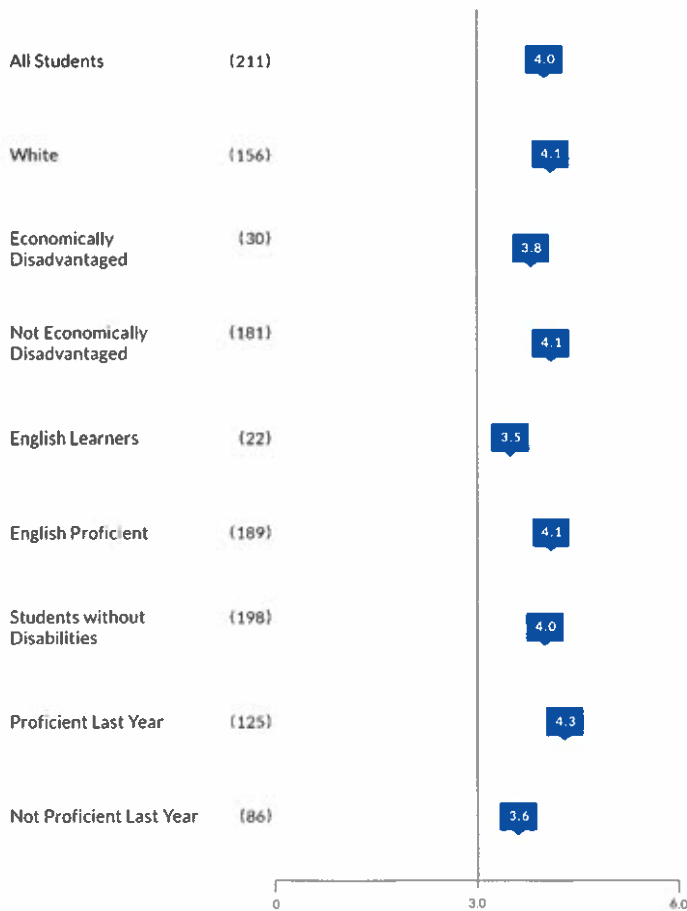 All Students (211) 4.0
White (156) 4.1
Economically (30)
Disadvantaged 3.8
Not Economically (181)
Disadvantaged 4.1
English Learners (22) 3.5
English Proficient (189) 4.1
Students without (198)
Disabilities 4.0
Proficient Last Year (125) 4.3
Not Proficient Last Year (86) 3.6
0 3.0 6.0